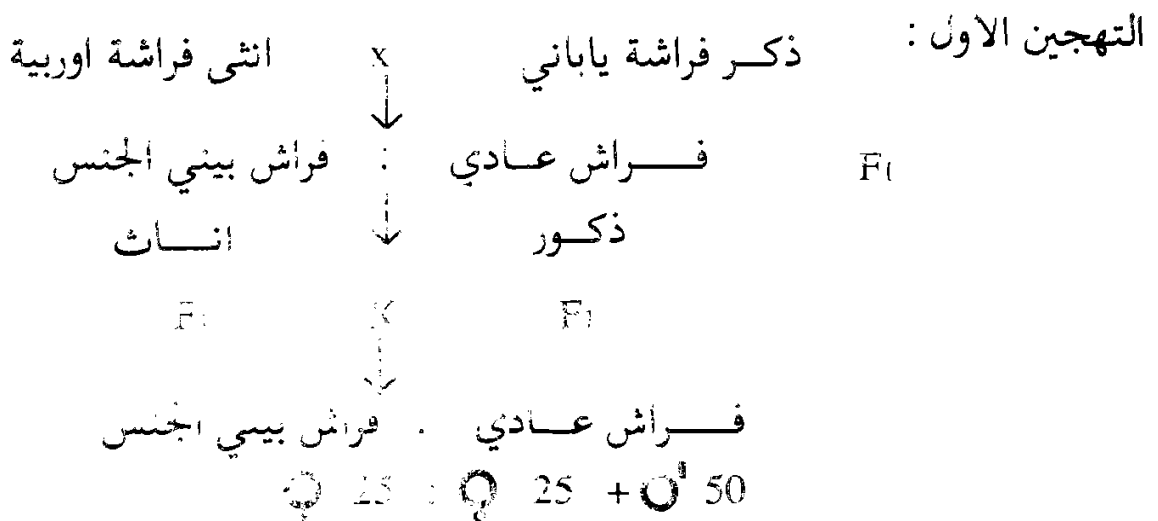 التهجين الاول :
ذكر فراشة ياباني x انثى فراشة اوربية
F1 فراش عادي : فراش بيني الجنس
ذكور اناث
F1 X F1
فراش عادي . فراش بيني الجنس
50 ♂ + 25 ♀ : 25 ♀